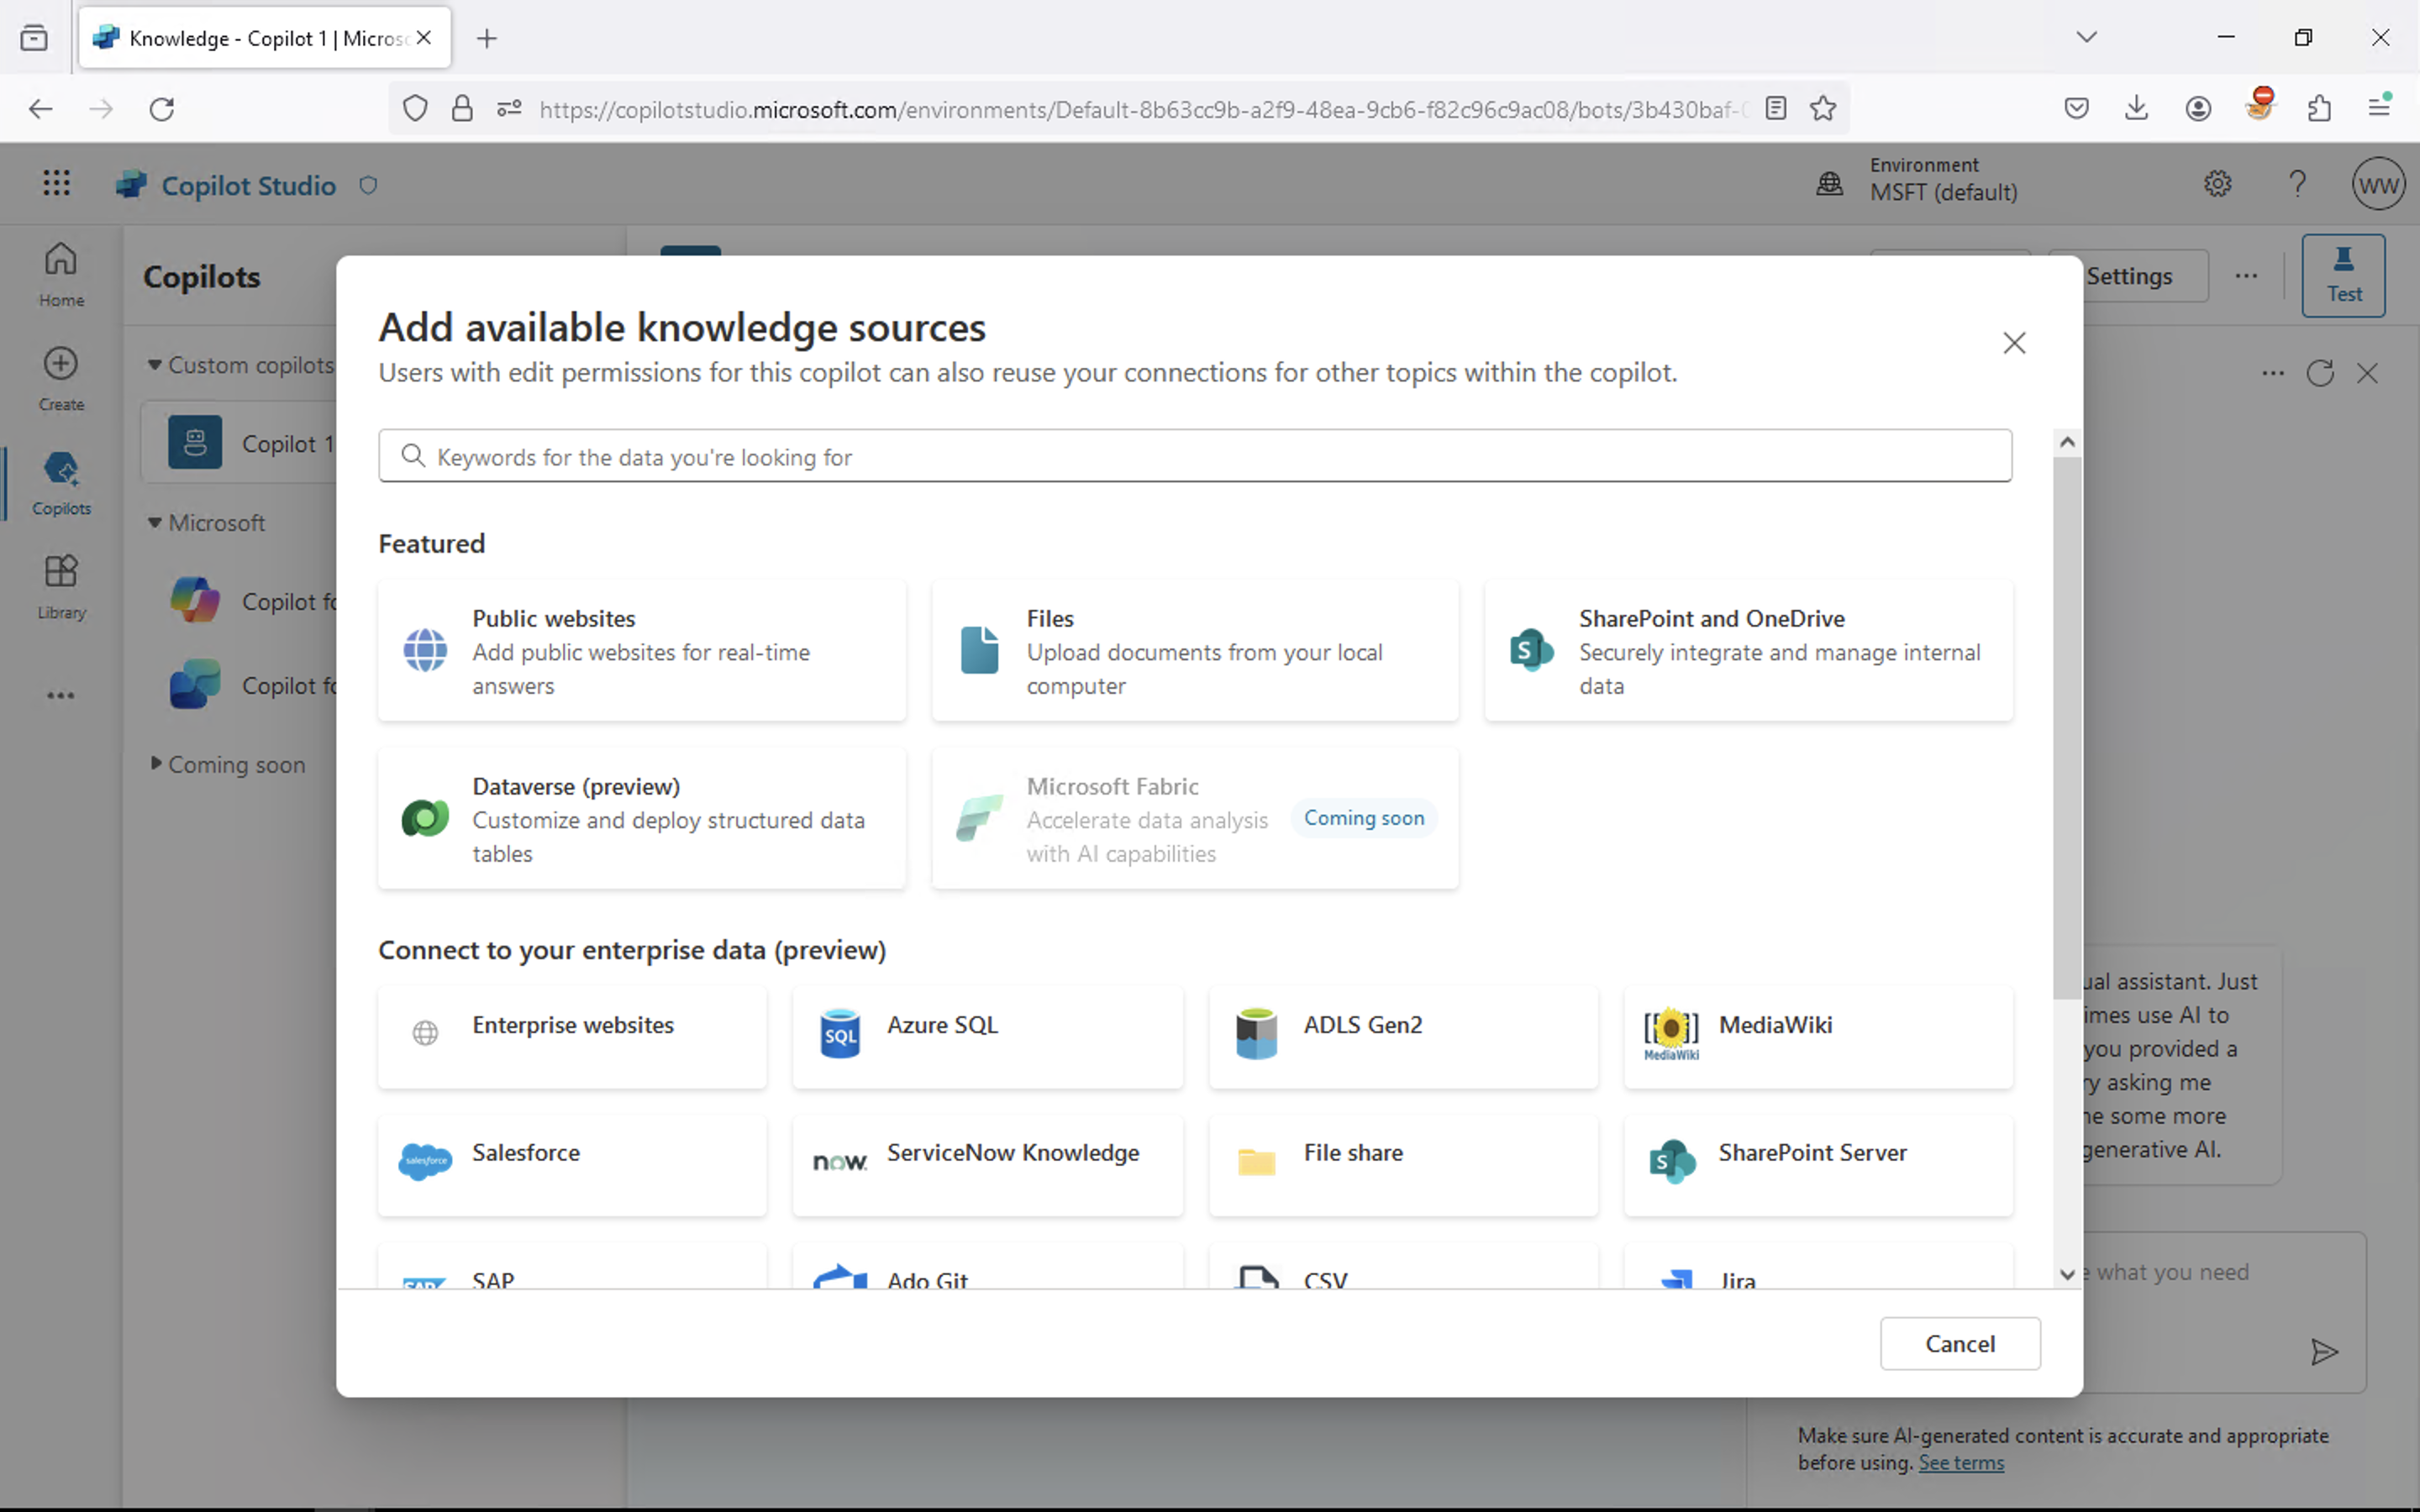 Knowledge - Copilot 1 | Micros
https://copilotstudio.microsoft.com/environments/Default-8b63cc9b-a2f9-48ea-9cb6-f82c96c9ac08/bots/3b430baf-
Copilot Studio
Environment
MSFT (default)
WW
Home
Create
Copilots
Library
Copilots
Custom copilots
Copilot 1
Microsoft
Copilot fo
Copilot fo
Coming soon
Settings
Test
Add available knowledge sources
Users with edit permissions for this copilot can also reuse your connections for other topics within the copilot.
Keywords for the data you're looking for
Featured
Public websites
Add public websites for real-time
answers
Files
Upload documents from your local
computer
SharePoint and OneDrive
Securely integrate and manage internal
data
Dataverse (preview)
Customize and deploy structured data
tables
Microsoft Fabric
Accelerate data analysis
with AI capabilities
Coming soon
Connect to your enterprise data (preview)
Enterprise websites
SQL
Azure SQL
ADLS Gen2
[[ ]]
MediaWiki
MediaWiki
salesforce
Salesforce
now.
ServiceNow Knowledge
File share
S
SharePoint Server
SAP
SAP
Ado Git
CSV
Jira
Cancel
ual assistant. Just
imes use AI to
you provided a
ry asking me
ne some more
generative AI.
e what you need
Make sure AI-generated content is accurate and appropriate
before using. See terms